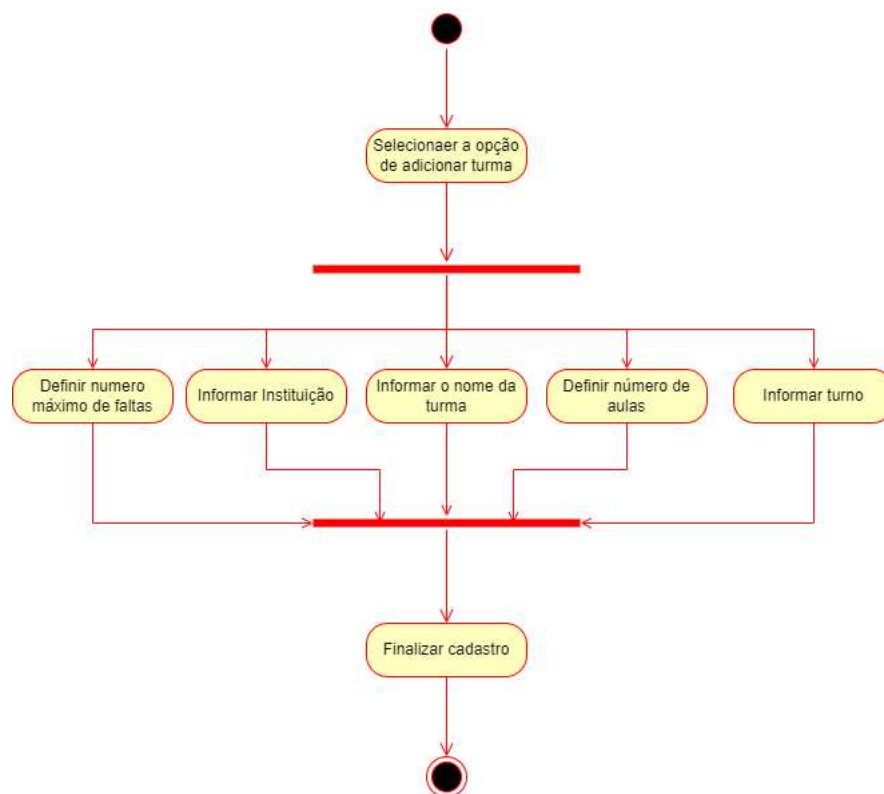 Selecionaer a opção
de adicionar turma
Definir numero
máximo de faltas
Informar Instituição
Informar o nome da
turma
Definir número de
aulas
Informar turno
Finalizar cadastro